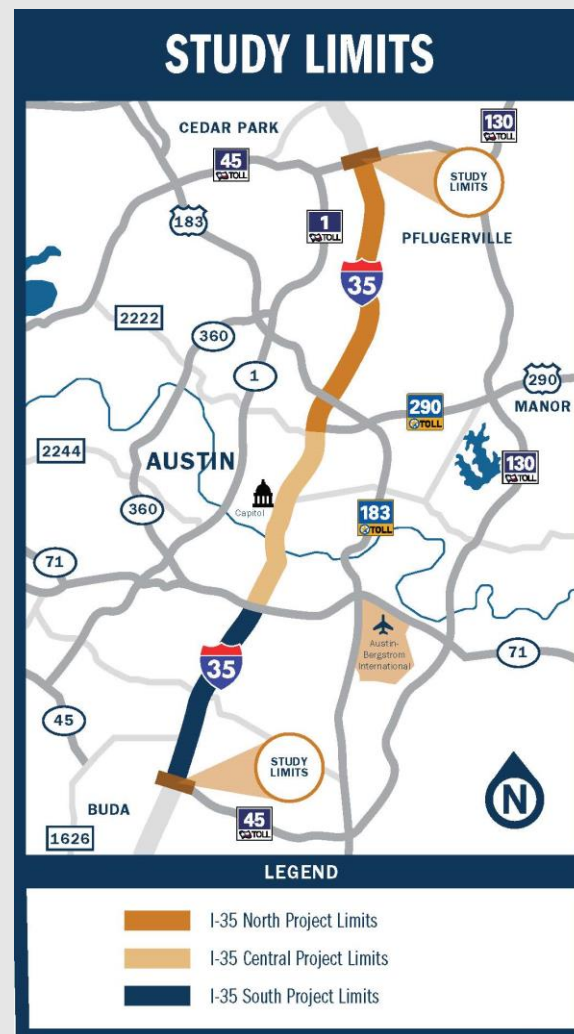 STUDY LIMITS
CEDAR PARK
130
TOLL
45
TOLL
STUDY
LIMITS
183
1
TOLL
PFLUGERVILLE
35
2222
360
1
290
290
TOLL
MANOR
2244
AUSTIN
130
TOLL
Capitol
183
TOLL
360
71
Austin-
Bergstrom
International
35
71
45
STUDY
LIMITS
BUDA
45
TOLL
N
1626
LEGEND
I-35 North Project Limits
I-35 Central Project Limits
I-35 South Project Limits